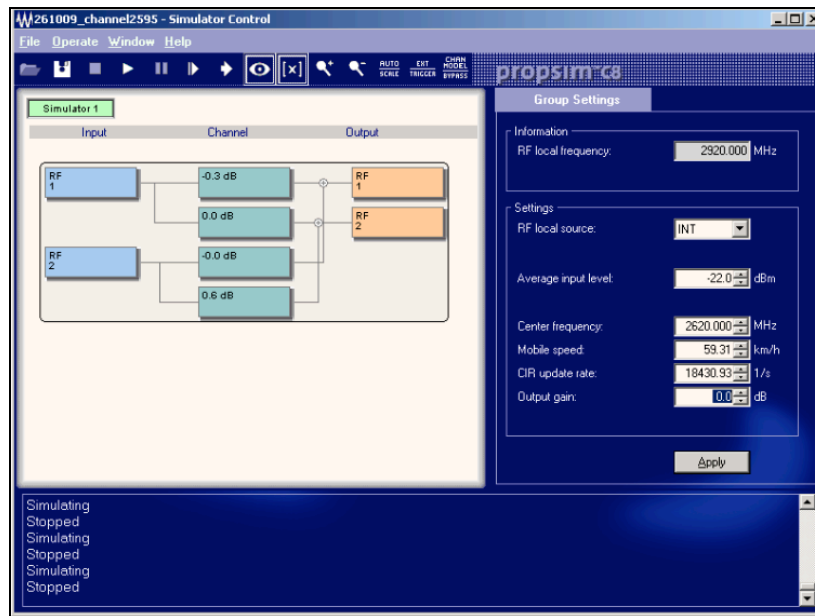 261009_channel2595 - Simulator Control
File Operate Window Help
[x] AUTO SCALE EXT TRIGGER CHAN MODEL BYPASS
propsim c8
Simulator 1
Input Channel Output
RF 1
-0.3 dB
RF 1
0.0 dB
RF 2
RF 2
-0.0 dB
0.6 dB
Group Settings
Information
RF local frequency: 2920.000 MHz
Settings
RF local source: INT
Average input level: -22.0 dBm
Center frequency: 2620.000 MHz
Mobile speed: 59.31 km/h
CIR update rate: 18430.93 1/s
Output gain: 0.0 dB
Apply
Simulating
Stopped
Simulating
Stopped
Simulating
Stopped